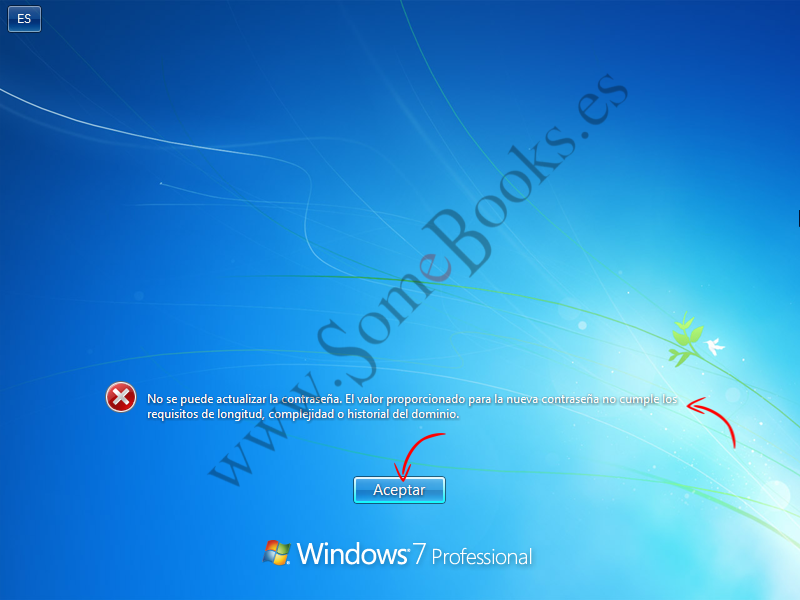 ES
www.SomeBooks.es
No se puede actualizar la contraseña. El valor proporcionado para la nueva contraseña no cumple los
requisitos de longitud, complejidad o historial del dominio.
Aceptar
Windows 7 Professional